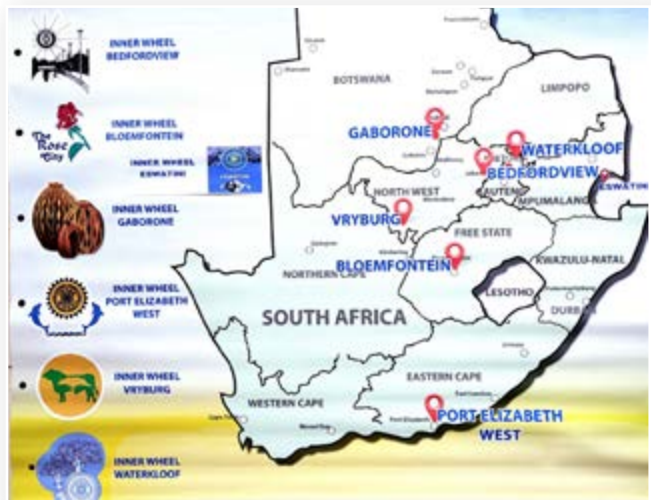 INNER WHEEL
BEDFORDVIEW
The
Rose
City
INNER WHEEL
BLOEMFONTEIN
INNER WHEEL
ESWATINI
INNER WHEEL
GABORONE
INNER WHEEL
PORT ELIZABETH
WEST
INNER WHEEL
VRYBURG
INNER WHEEL
WATERKLOOF
BOTSWANA
LIMPOPO
GABORONE
WATERKLOOF
BEDFORDVIEW
ESWATINI
NORTH WEST
MPUMALANGA
VRYBURG
FREE STATE
BLOEMFONTEIN
KWAZULU-NATAL
NORTHERN CAPE
LESOTHO
DURBAN
SOUTH AFRICA
EASTERN CAPE
WESTERN CAPE
PORT ELIZABETH
WEST